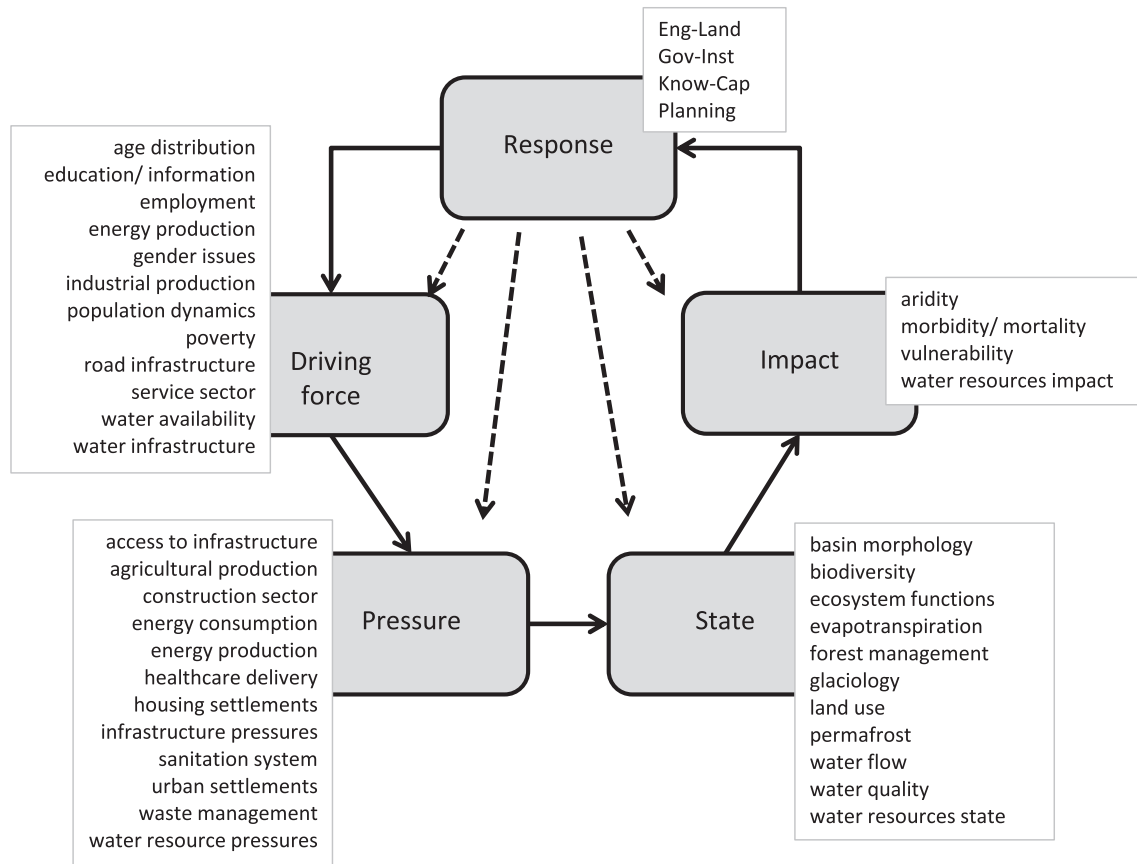 Eng-Land
Gov-Inst
Know-Cap
Planning
Response
age distribution
education/ information
employment
energy production
gender issues
industrial production
population dynamics
poverty
road infrastructure
service sector
water availability
water infrastructure
Driving
force
Impact
aridity
morbidity/ mortality
vulnerability
water resources impact
access to infrastructure
agricultural production
construction sector
energy consumption
energy production
healthcare delivery
housing settlements
infrastructure pressures
sanitation system
urban settlements
waste management
water resource pressures
Pressure
State
basin morphology
biodiversity
ecosystem functions
evapotranspiration
forest management
glaciology
land use
permafrost
water flow
water quality
water resources state